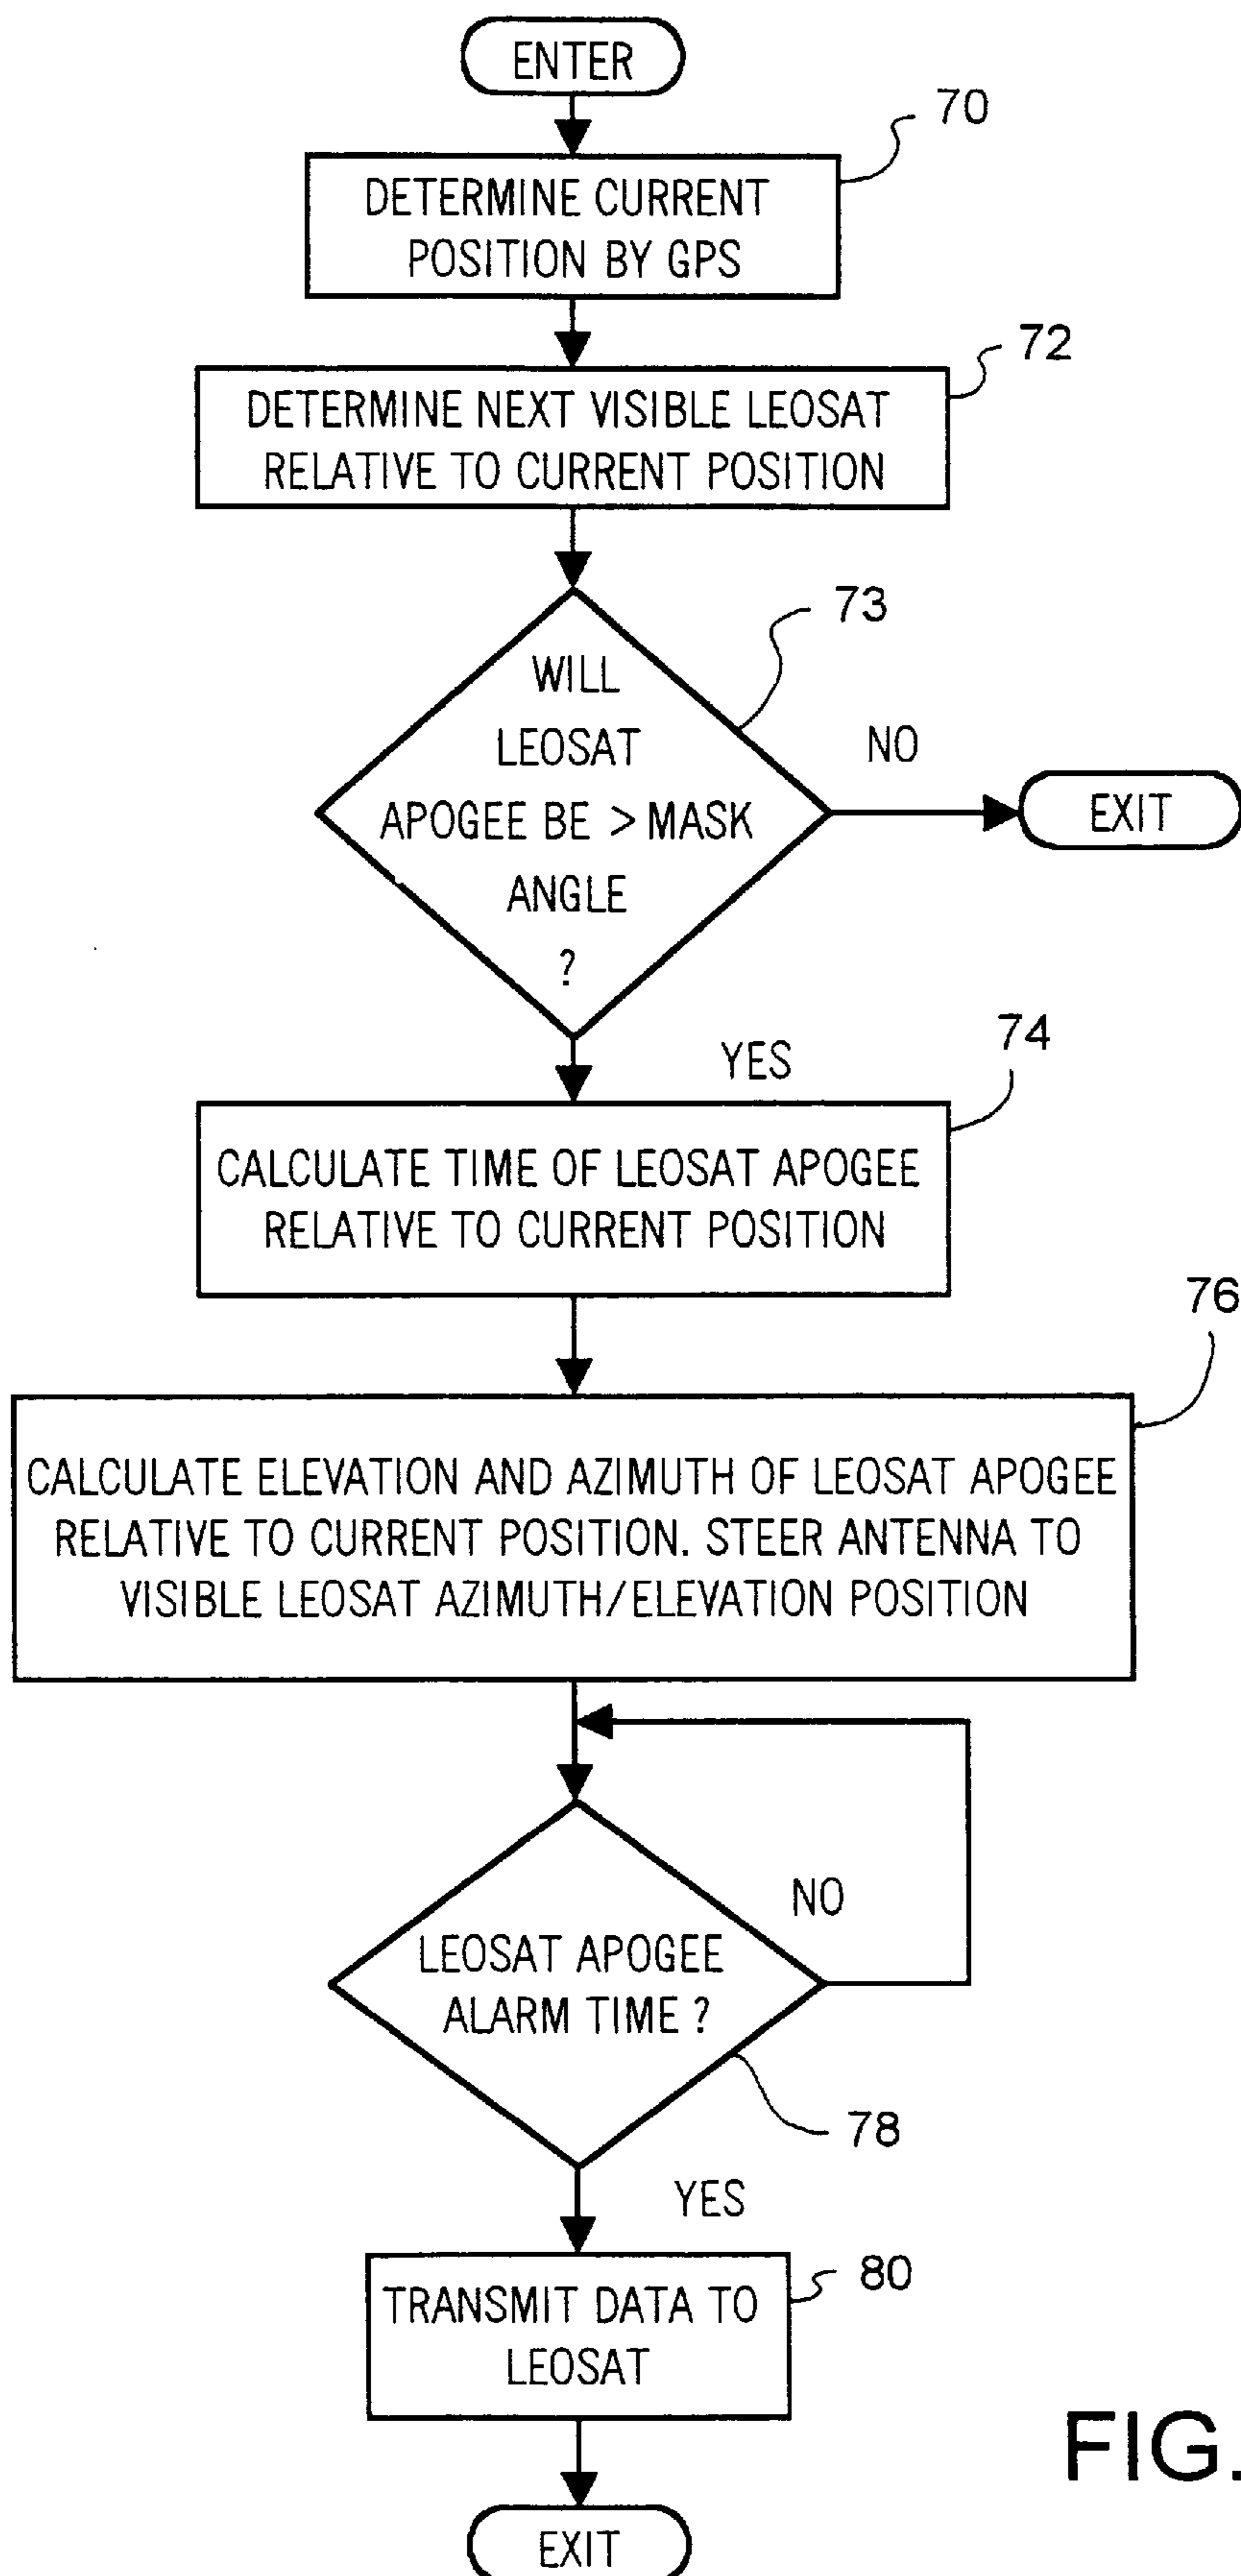 ENTER
70
DETERMINE CURRENT
POSITION BY GPS
72
DETERMINE NEXT VISIBLE LEOSAT
RELATIVE TO CURRENT POSITION
73
WILL
LEOSAT
APOGEE BE > MASK
ANGLE
?
NO
EXIT
YES
74
CALCULATE TIME OF LEOSAT APOGEE
RELATIVE TO CURRENT POSITION
76
CALCULATE ELEVATION AND AZIMUTH OF LEOSAT APOGEE
RELATIVE TO CURRENT POSITION. STEER ANTENNA TO
VISIBLE LEOSAT AZIMUTH/ELEVATION POSITION
NO
LEOSAT APOGEE
ALARM TIME ?
78
YES
80
TRANSMIT DATA TO
LEOSAT
FIG.
EXIT